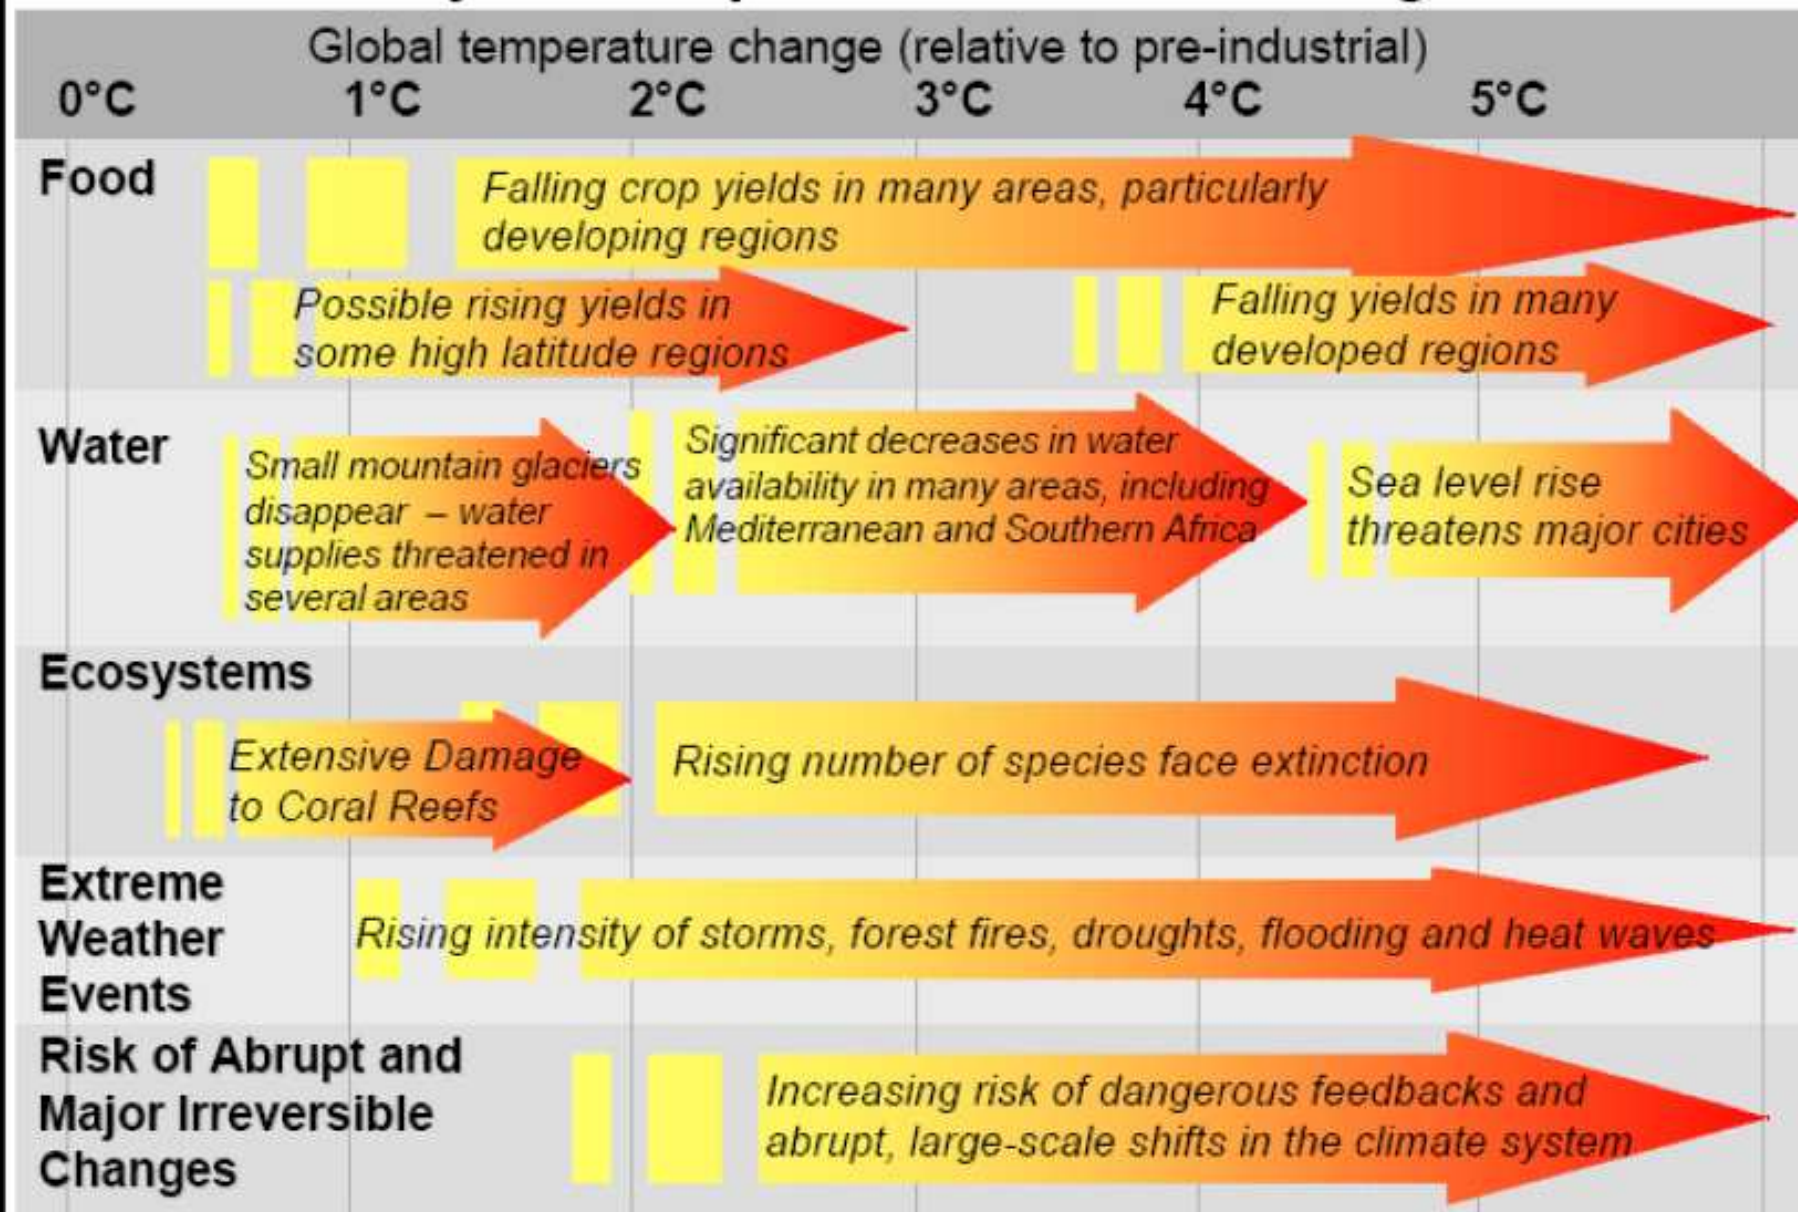 Global temperature change (relative to pre-industrial)
0°C 1°C 2°C 3°C 4°C 5°C
Food
Falling crop yields in many areas, particularly
developing regions
Possible rising yields in
some high latitude regions
Falling yields in many
developed regions
Water
Small mountain glaciers
disappear – water
supplies threatened in
several areas
Significant decreases in water
availability in many areas, including
Mediterranean and Southern Africa
Sea level rise
threatens major cities
Ecosystems
Extensive Damage
to Coral Reefs
Rising number of species face extinction
Extreme
Weather
Events
Rising intensity of storms, forest fires, droughts, flooding and heat waves
Risk of Abrupt and
Major Irreversible
Changes
Increasing risk of dangerous feedbacks and
abrupt, large-scale shifts in the climate system